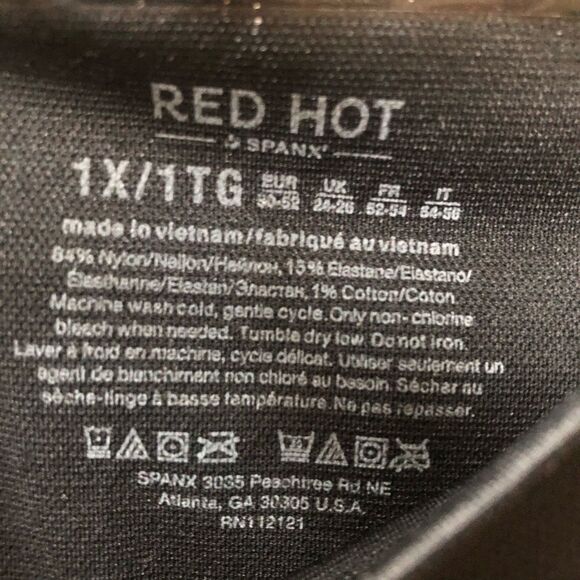 RED HOT
SPANX
1X/1TG EUR 50-52 UK 24-26 FR 52-54 IT 54-56
made in vietnam/fabriqué au vietnam
84% Nylon/Neilon/Нейлон, 15% Elastane/Elastano/
Élasthanne/Elastan/Эластан, 1% Cotton/Coton.
Machine wash cold, gentle cycle. Only non-chlorine
bleach when needed. Tumble dry low. Do not iron.
Laver à froid en machine, cycle délicat. Utiliser seulement un
agent de blanchiment non chloré au besoin. Sécher au
sèche-linge à basse température. Ne pas repasser.
SPANX 3035 Peachtree Rd NE
Atlanta, GA 30305 U.S.A.
RN112121